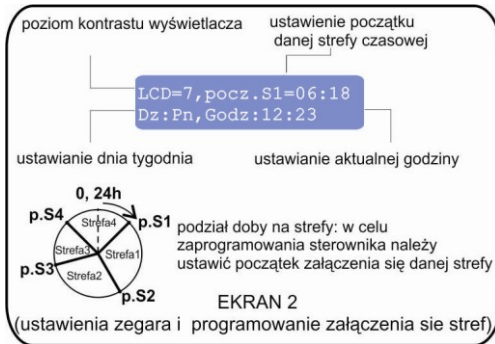 poziom kontrastu wyświetlacza
ustawienie początku
danej strefy czasowej
LCD=7,pocz.S1=06:18
Dz:Pn,Godz:12:23
ustawianie dnia tygodnia
ustawianie aktualnej godziny
0, 24h
p.S4
Strefa4
p.S1
Strefa3
Strefa1
p.S3
Strefa2
p.S2
podział doby na strefy: w celu
zaprogramowania sterownika należy
ustawić początek załączenia się danej strefy
EKRAN 2
(ustawienia zegara i programowanie załączenia sie stref)